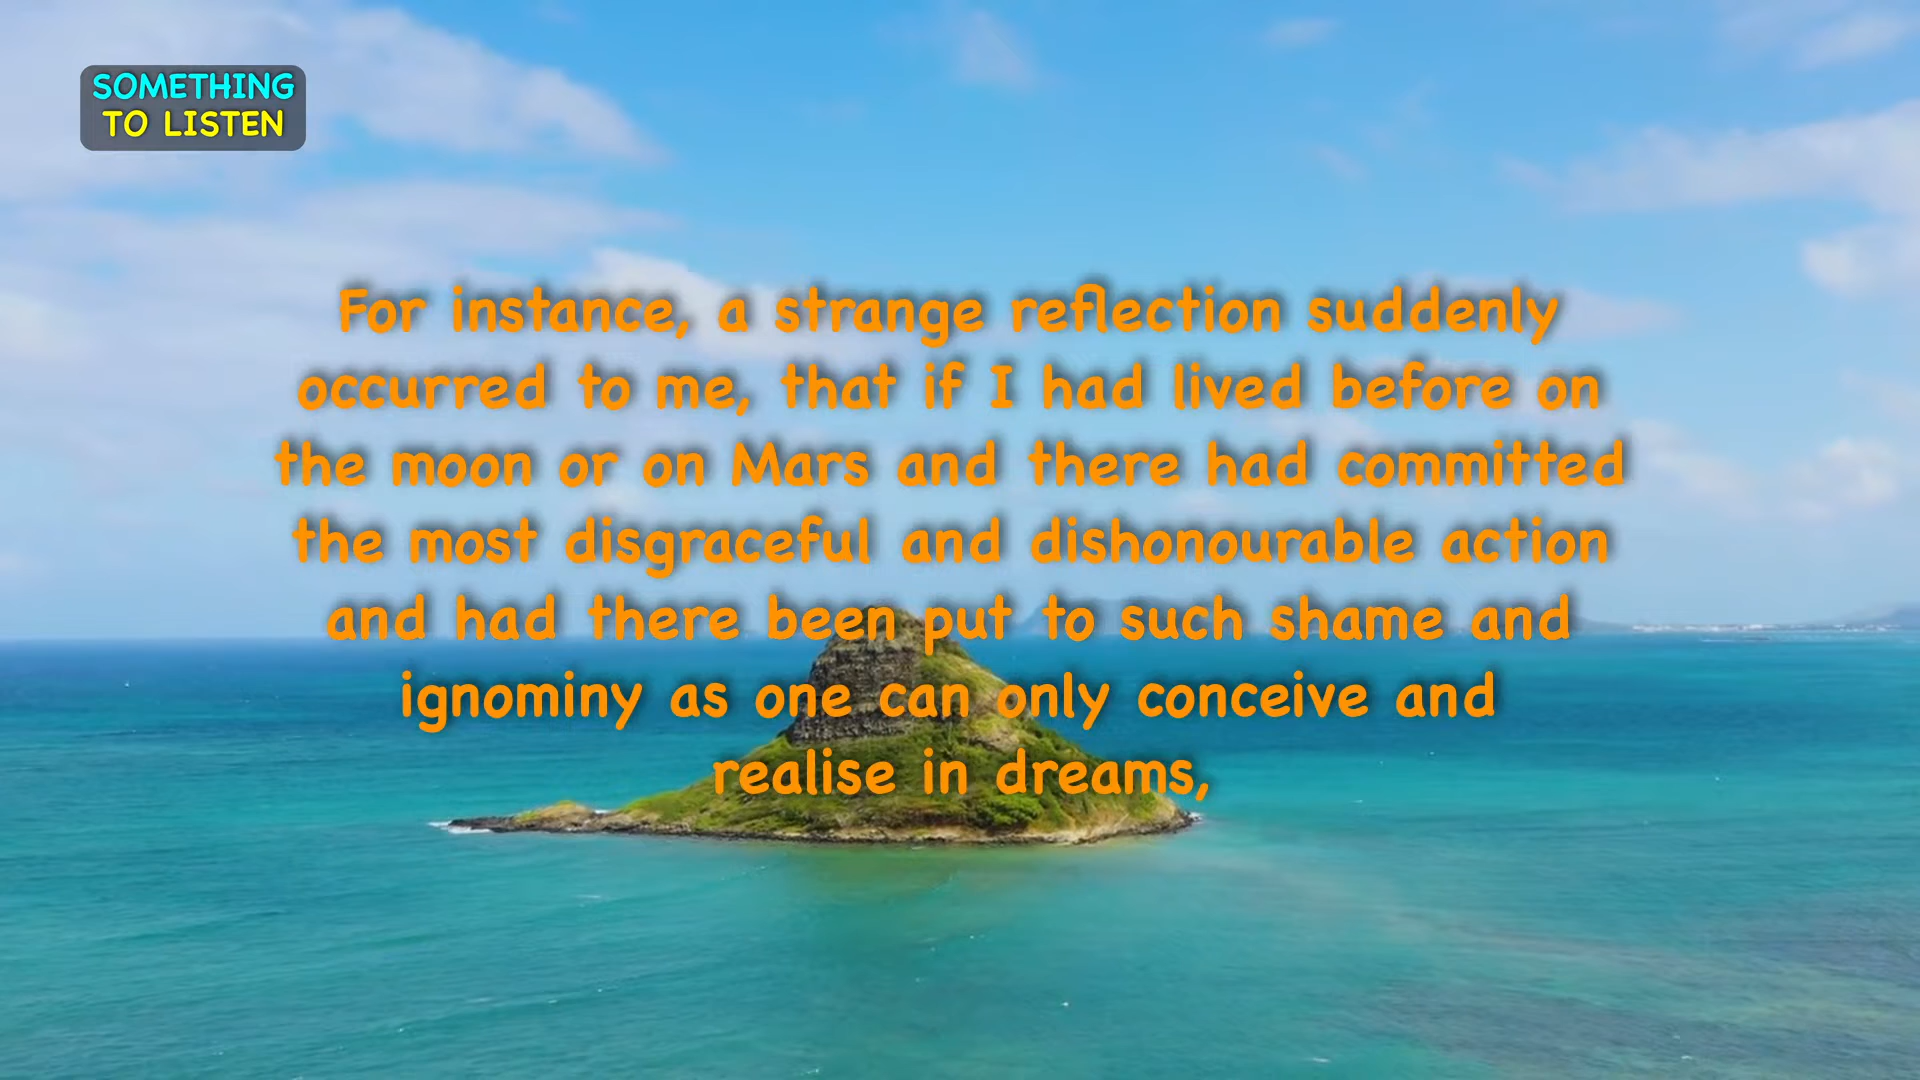 SOMETHING
TO LISTEN
For instance, a strange reflection suddenly
occurred to me, that if I had lived before on
the moon or on Mars and there had committed
the most disgraceful and dishonourable action
and had there been put to such shame and
ignominy as one can only conceive and
realise in dreams,